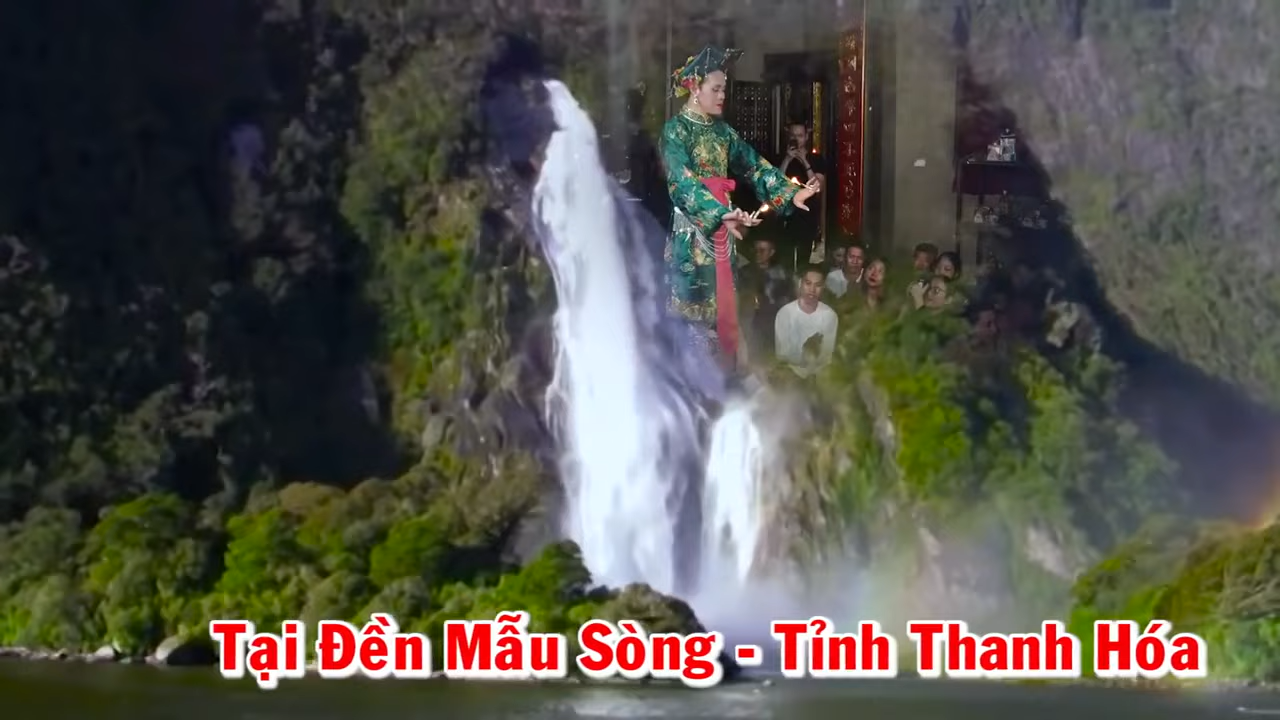 Tại Đền Mẫu Sòng - Tỉnh Thanh Hóa